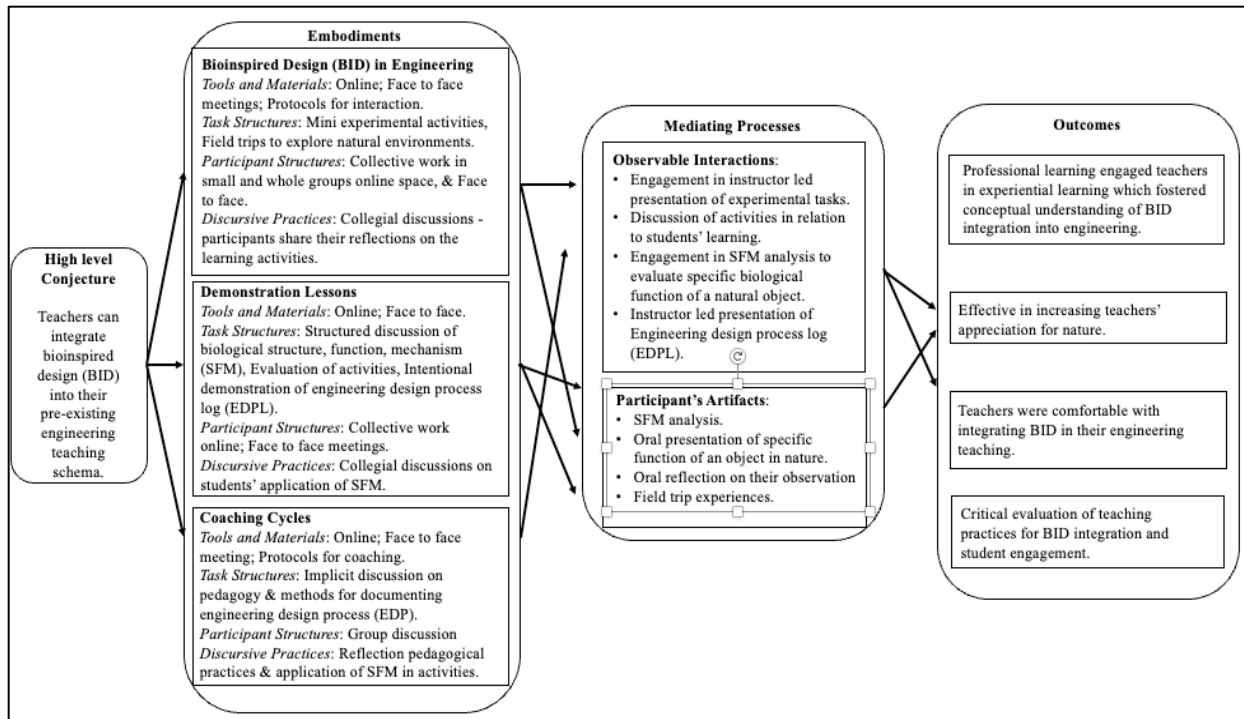 Embodiments
Bioinspired Design (BID) in Engineering
Tools and Materials: Online; Face to face
meetings; Protocols for interaction.
Task Structures: Mini experimental activities,
Field trips to explore natural environments.
Participant Structures: Collective work in
small and whole groups online space, & Face
to face.
Discursive Practices: Collegial discussions -
participants share their reflections on the
learning activities.
High level
Conjecture
Teachers can
integrate
bioinspired
design (BID)
into their
pre-existing
engineering
teaching
schema.
Demonstration Lessons
Tools and Materials: Online; Face to face.
Task Structures: Structured discussion of
biological structure, function, mechanism
(SFM), Evaluation of activities, Intentional
demonstration of engineering design process
log (EDPL).
Participant Structures: Collective work
online; Face to face meetings.
Discursive Practices: Collegial discussions on
students' application of SFM.
Coaching Cycles
Tools and Materials: Online; Face to face
meeting; Protocols for coaching.
Task Structures: Implicit discussion on
pedagogy & methods for documenting
engineering design process (EDP).
Participant Structures: Group discussion
Discursive Practices: Reflection pedagogical
practices & application of SFM in activities.
Mediating Processes
Observable Interactions:
• Engagement in instructor led
presentation of experimental tasks.
• Discussion of activities in relation
to students' learning.
• Engagement in SFM analysis to
evaluate specific biological
function of a natural object.
• Instructor led presentation of
Engineering design process log
(EDPL).
Participant's Artifacts:
• SFM analysis.
• Oral presentation of specific
function of an object in nature.
• Oral reflection on their observation
• Field trip experiences.
Outcomes
Professional learning engaged teachers
in experiential learning which fostered
conceptual understanding of BID
integration into engineering.
Effective in increasing teachers'
appreciation for nature.
Teachers were comfortable with
integrating BID in their engineering
teaching.
Critical evaluation of teaching
practices for BID integration and
student engagement.